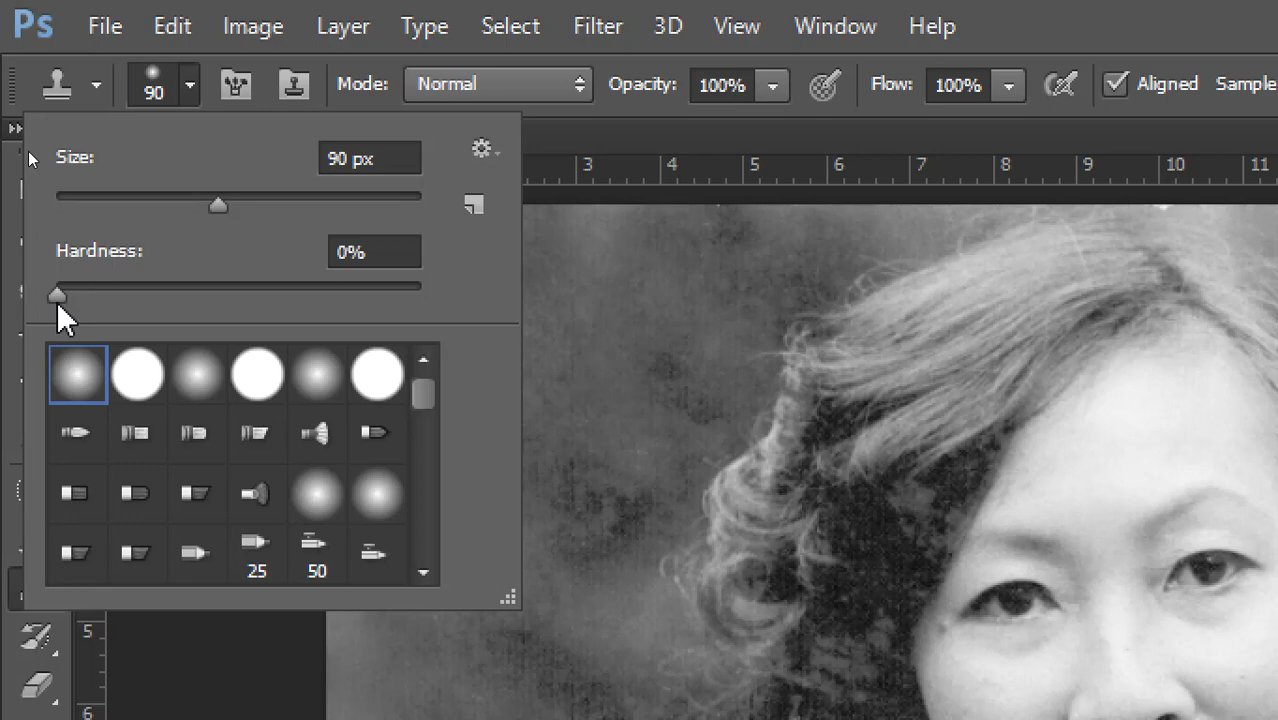 Ps File Edit Image Layer Type Select Filter 3D View Window Help
90 Mode: Normal Opacity: 100% Flow: 100% Aligned Sample
Size: 90 px
3 4 5 6 7 8 9 10 11
Hardness: 0%
25 50
5
6